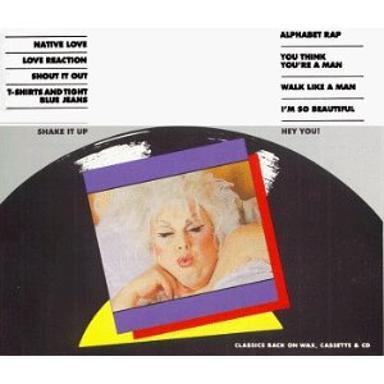 NATIVE LOVE
LOVE REACTION
SHOUT IT OUT
T-SHIRTS AND TIGHT
BLUE JEANS
SHAKE IT UP
ALPHABET RAP
YOU THINK
YOU'RE A MAN
WALK LIKE A MAN
I'M SO BEAUTIFUL
HEY YOU!
CLASSICS BACK ON WAX, CASSETTE & CD